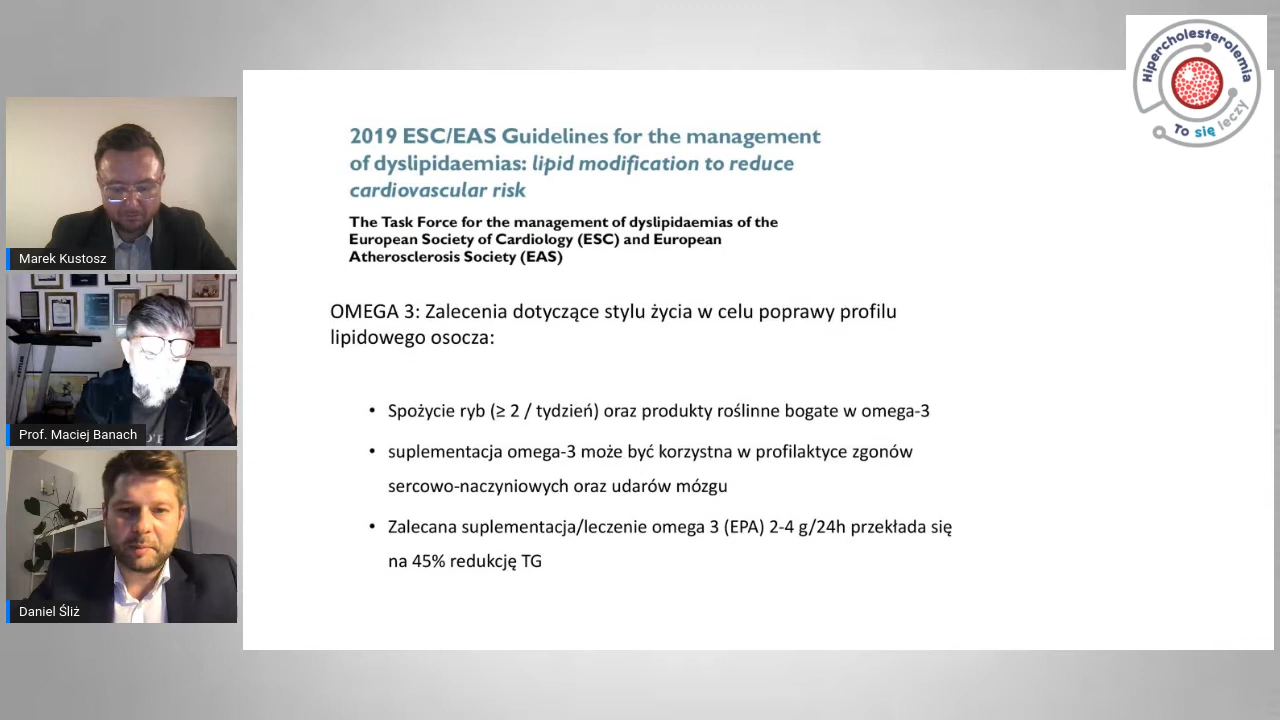 Hipercholesterolemia
To się leczy
2019 ESC/EAS Guidelines for the management
of dyslipidaemias: lipid modification to reduce
cardiovascular risk
The Task Force for the management of dyslipidaemias of the
European Society of Cardiology (ESC) and European
Atherosclerosis Society (EAS)
OMEGA 3: Zalecenia dotyczące stylu życia w celu poprawy profilu
lipidowego osocza:
• Spożycie ryb (≥ 2 / tydzień) oraz produkty roślinne bogate w omega-3
• suplementacja omega-3 może być korzystna w profilaktyce zgonów
sercowo-naczyniowych oraz udarów mózgu
• Zalecana suplementacja/leczenie omega 3 (EPA) 2-4 g/24h przekłada się
na 45% redukcję TG
Marek Kustosz
Prof. Maciej Banach
Daniel Śliż